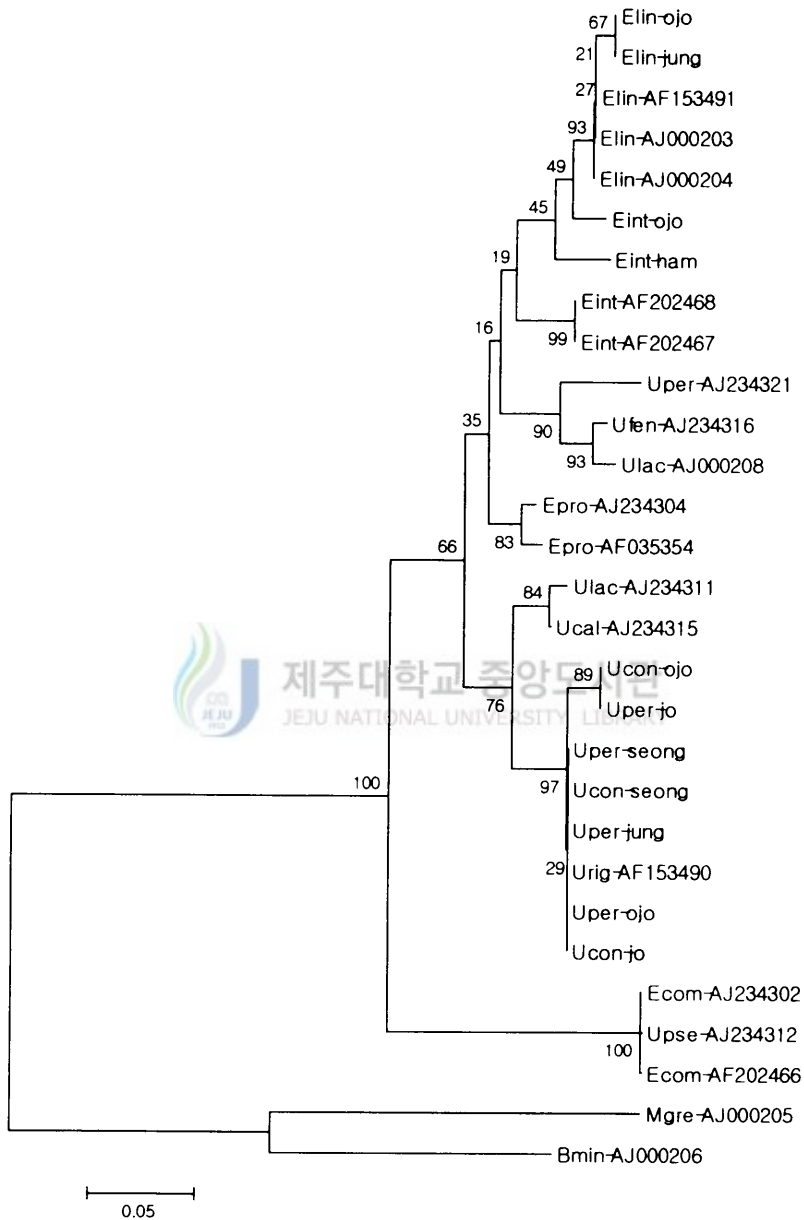 67 Elin-ojo
21 Elin-jung
27 Elin-AF153491
93 Elin-AJ000203
Elin-AJ000204
49
45 Eint-ojo
Eint-ham
19
Eint-AF202468
16
99 Eint-AF202467
Uper-AJ234321
35
90 Ufen-AJ234316
93 Ulac-AJ000208
Epro-AJ234304
83 Epro-AF035354
66
84 Ulac-AJ234311
Ucal-AJ234315
제주대학교 중앙도서관
89 Ucon-ojo
JEJU
1952
76 Uper-jo
JEJU NATIONAL UNIVERSITY LIBRARY
Uper-seong
100
97 Ucon-seong
Uper-jung
29 Urig-AF153490
Uper-ojo
Ucon-jo
Ecom-AJ234302
Upse-AJ234312
100
Ecom-AF202466
Mgre-AJ000205
Bmin-AJ000206
0.05